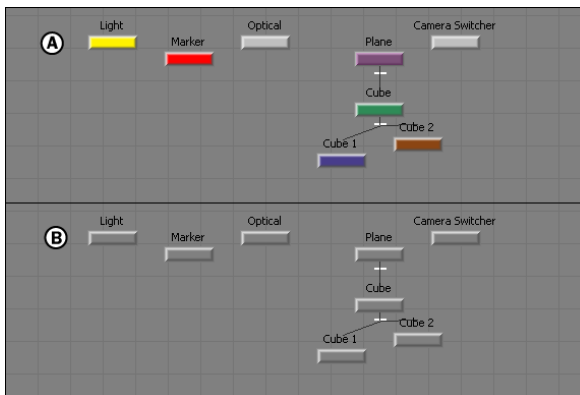 Light
Optical
Camera Switcher
A
Marker
Plane
Cube
Cube 2
Cube 1
Light
Optical
Camera Switcher
B
Marker
Plane
Cube
Cube 2
Cube 1